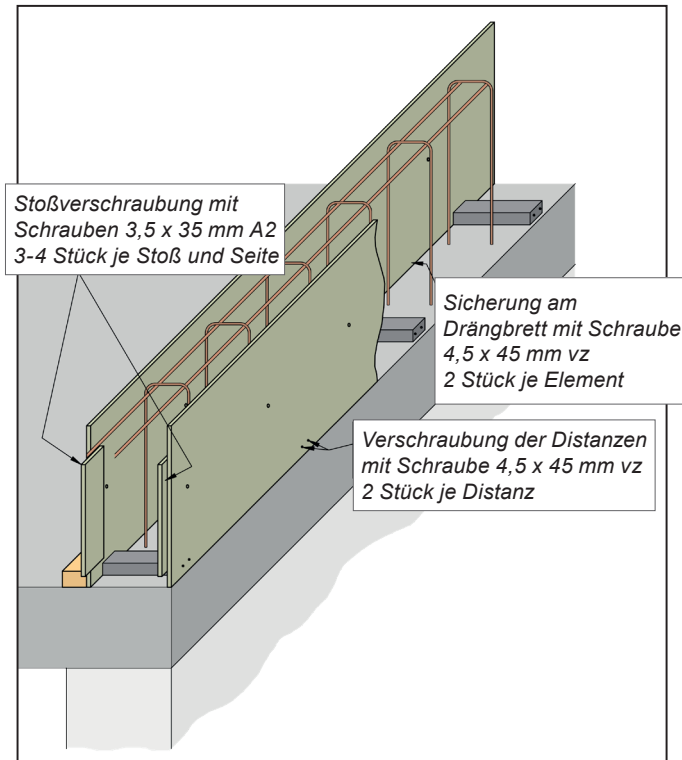 Stoßverschraubung mit
Schrauben 3,5 x 35 mm A2
3-4 Stück je Stoß und Seite
Sicherung am
Drängbrett mit Schraube
4,5 x 45 mm vz
2 Stück je Element
Verschraubung der Distanzen
mit Schraube 4,5 x 45 mm vz
2 Stück je Distanz